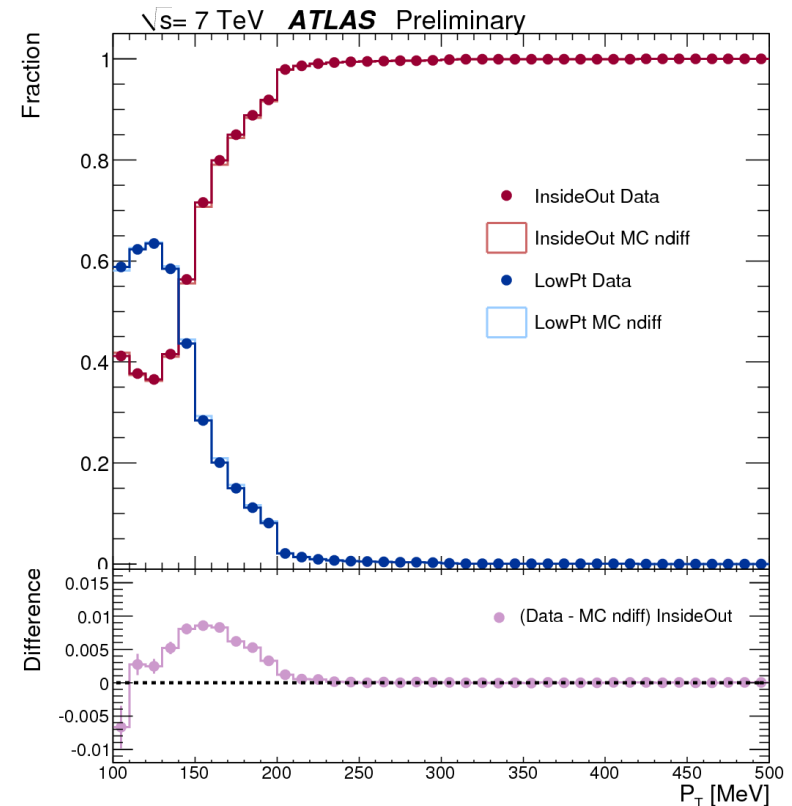 √s= 7 TeV ATLAS Preliminary
Fraction
1
0.8
0.6
0.4
0.2
0
InsideOut Data
InsideOut MC ndiff
LowPt Data
LowPt MC ndiff
Difference
0.015
0.01
0.005
0
-0.005
-0.01
(Data - MC ndiff) InsideOut
100 150 200 250 300 350 400 450 500
P_T [MeV]